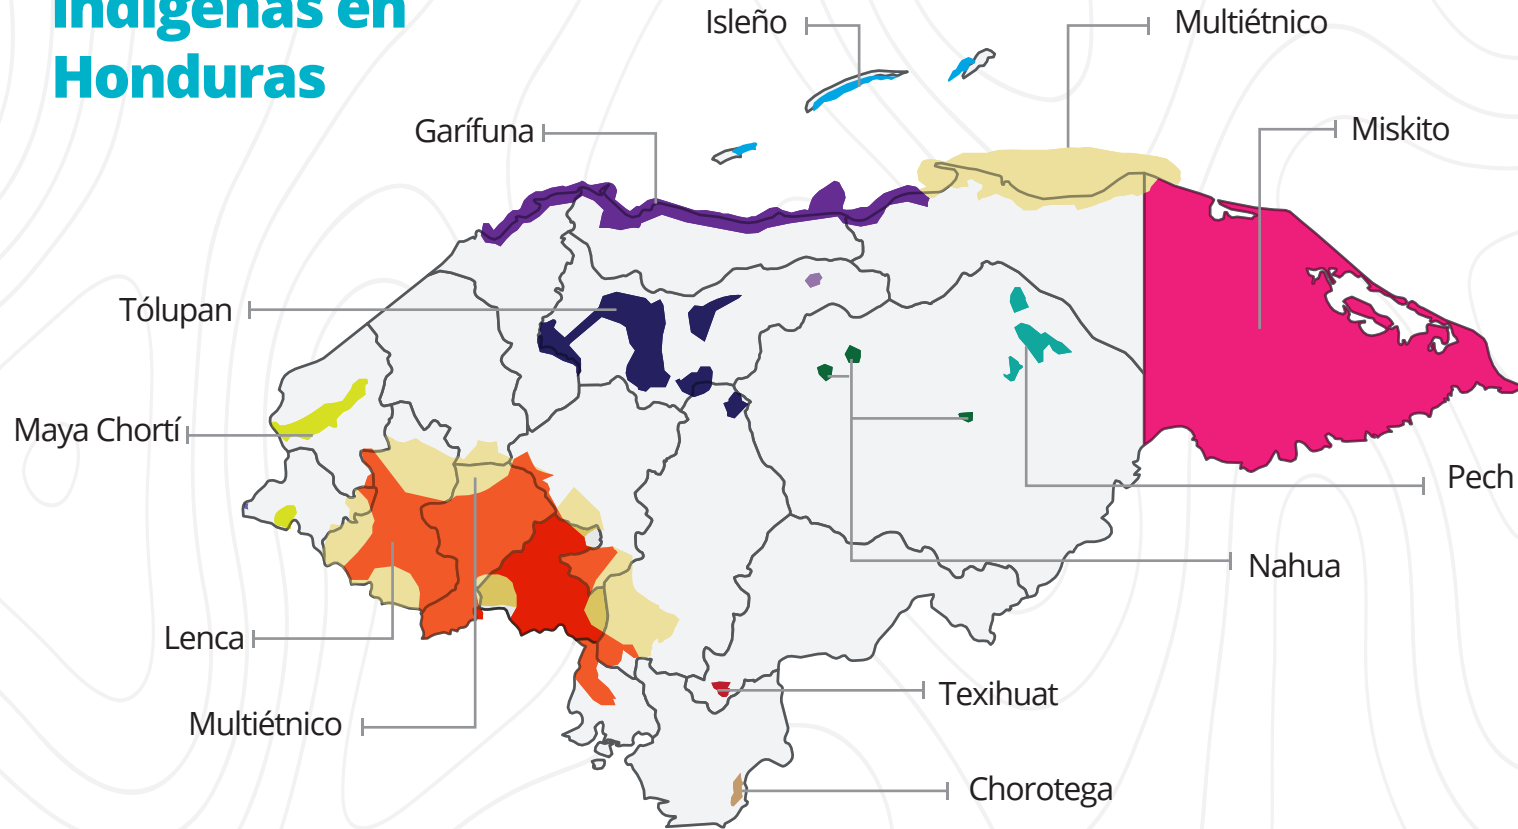 indígenas en
Honduras
Isleño
Multiétnico
Garífuna
Miskito
Tólupan
Maya Chortí
Pech
Nahua
Lenca
Texihuat
Multiétnico
Chorotega